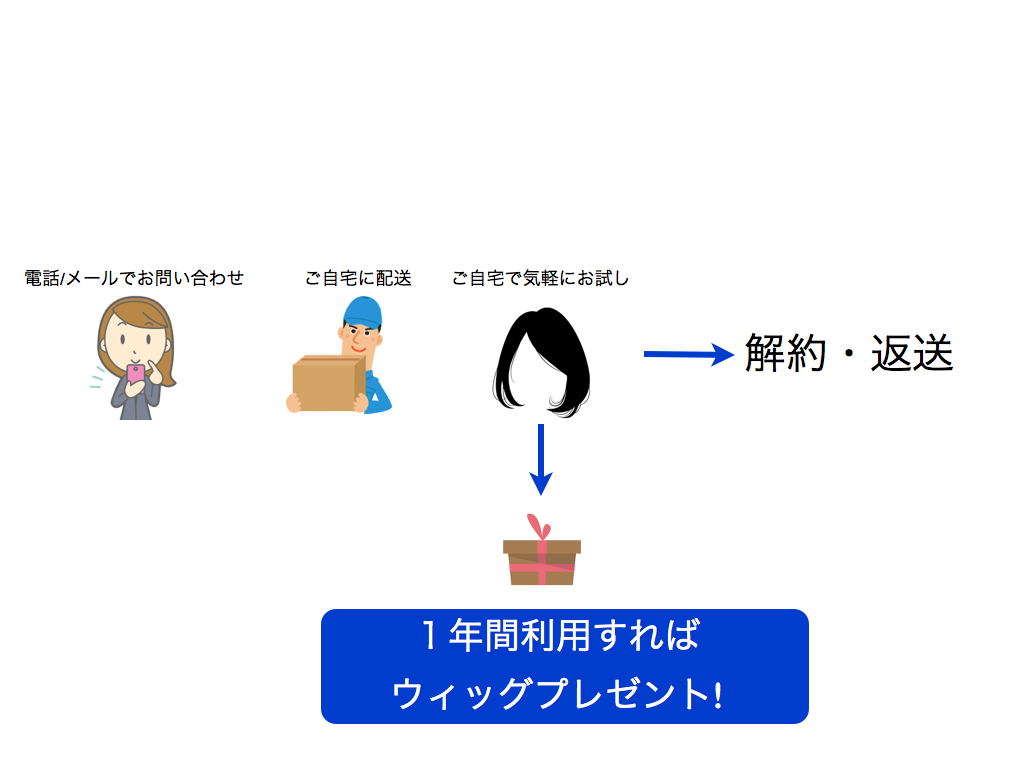 電話/メールでお問い合わせ
ご自宅に配送
ご自宅で気軽にお試し
解約・返送
１年間利用すれば
ウィッグプレゼント!